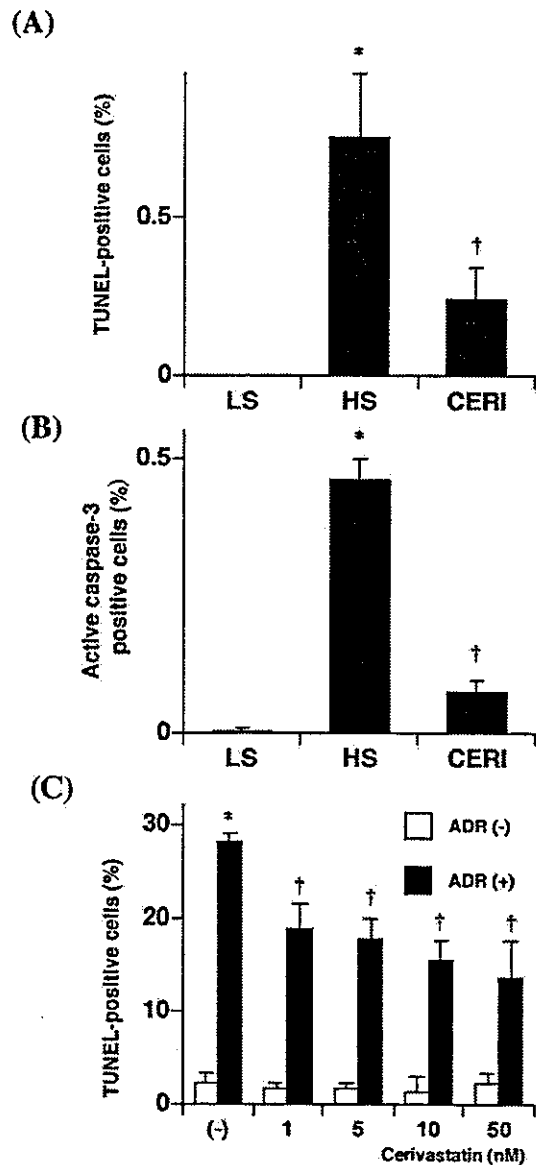 (A)
TUNEL-positive cells (%)
*
†
0.5
0
LS HS CERI
(B)
Active caspase-3
positive cells (%)
*
†
0.5
0
LS HS CERI
(C)
TUNEL-positive cells (%)
30
20
10
0
*
†
†
†
†
ADR (-)
ADR (+)
(-) 1 5 10 50
Cerivastatin (nM)